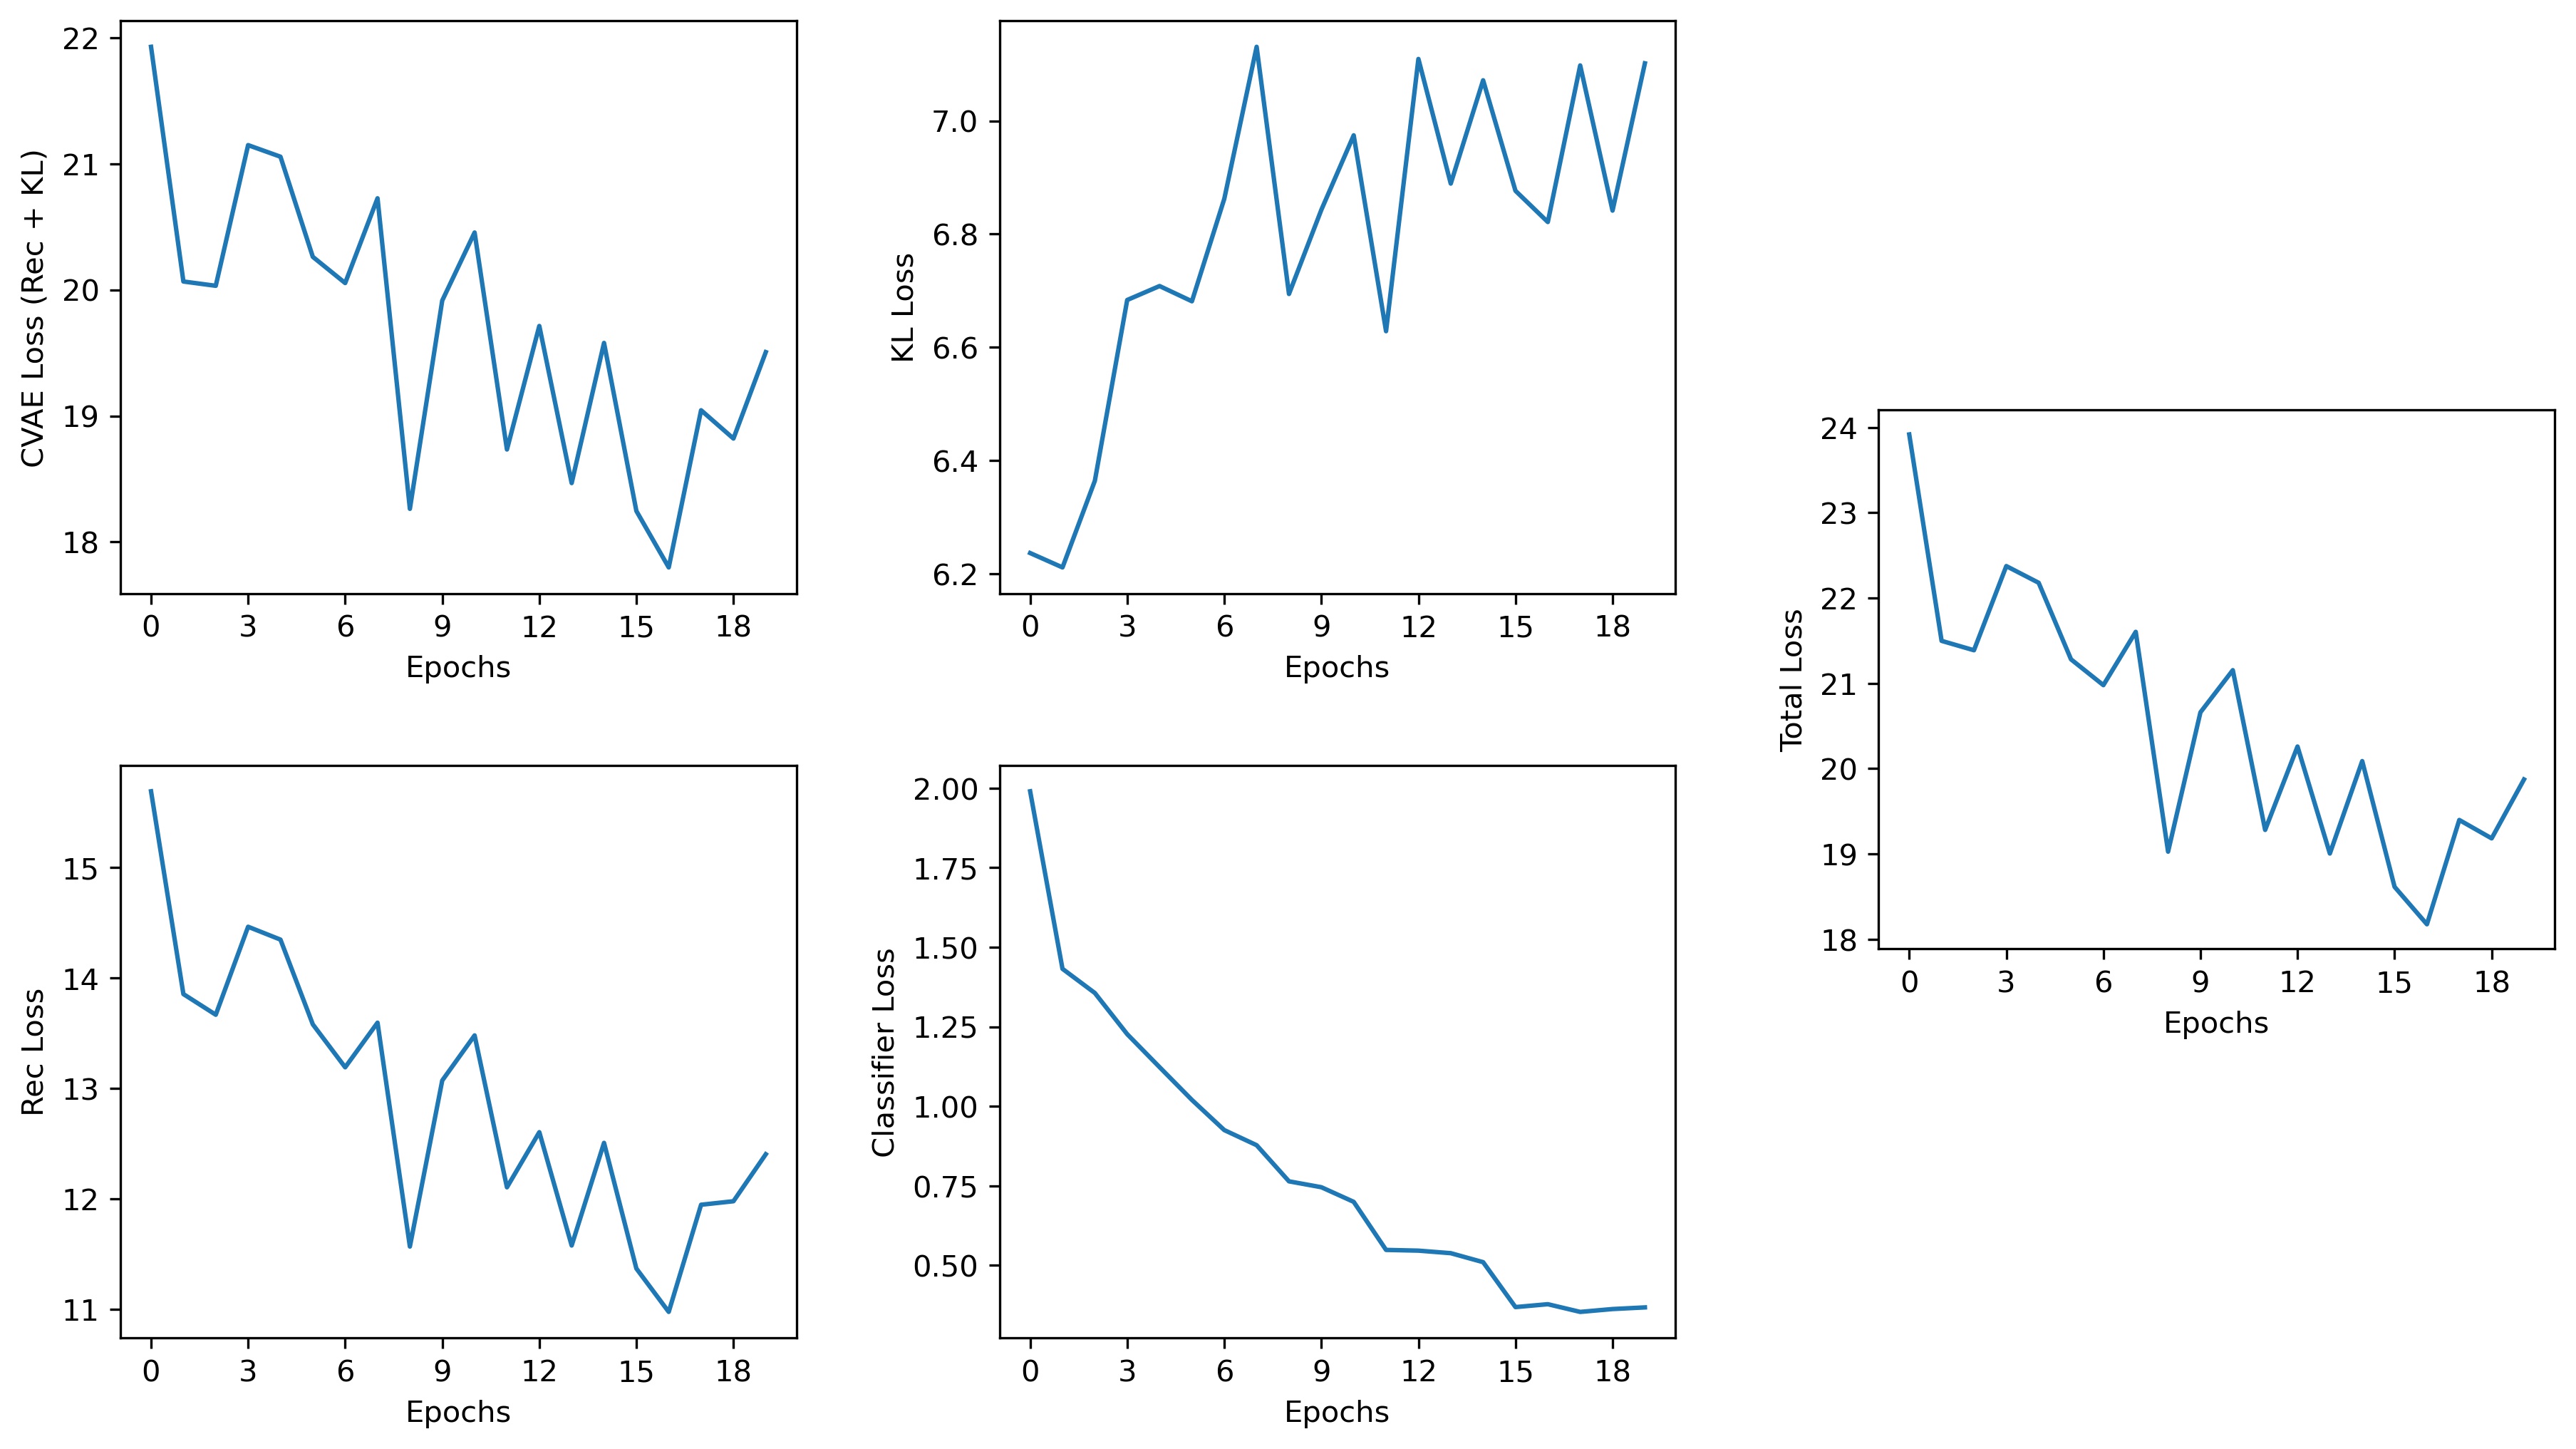 CVAE Loss (Rec + KL)
22
21
20
19
18
0 3 6 9 12 15 18
Epochs
KL Loss
7.0
6.8
6.6
6.4
6.2
0 3 6 9 12 15 18
Epochs
Rec Loss
15
14
13
12
11
0 3 6 9 12 15 18
Epochs
Classifier Loss
2.00
1.75
1.50
1.25
1.00
0.75
0.50
0 3 6 9 12 15 18
Epochs
Total Loss
24
23
22
21
20
19
18
0 3 6 9 12 15 18
Epochs